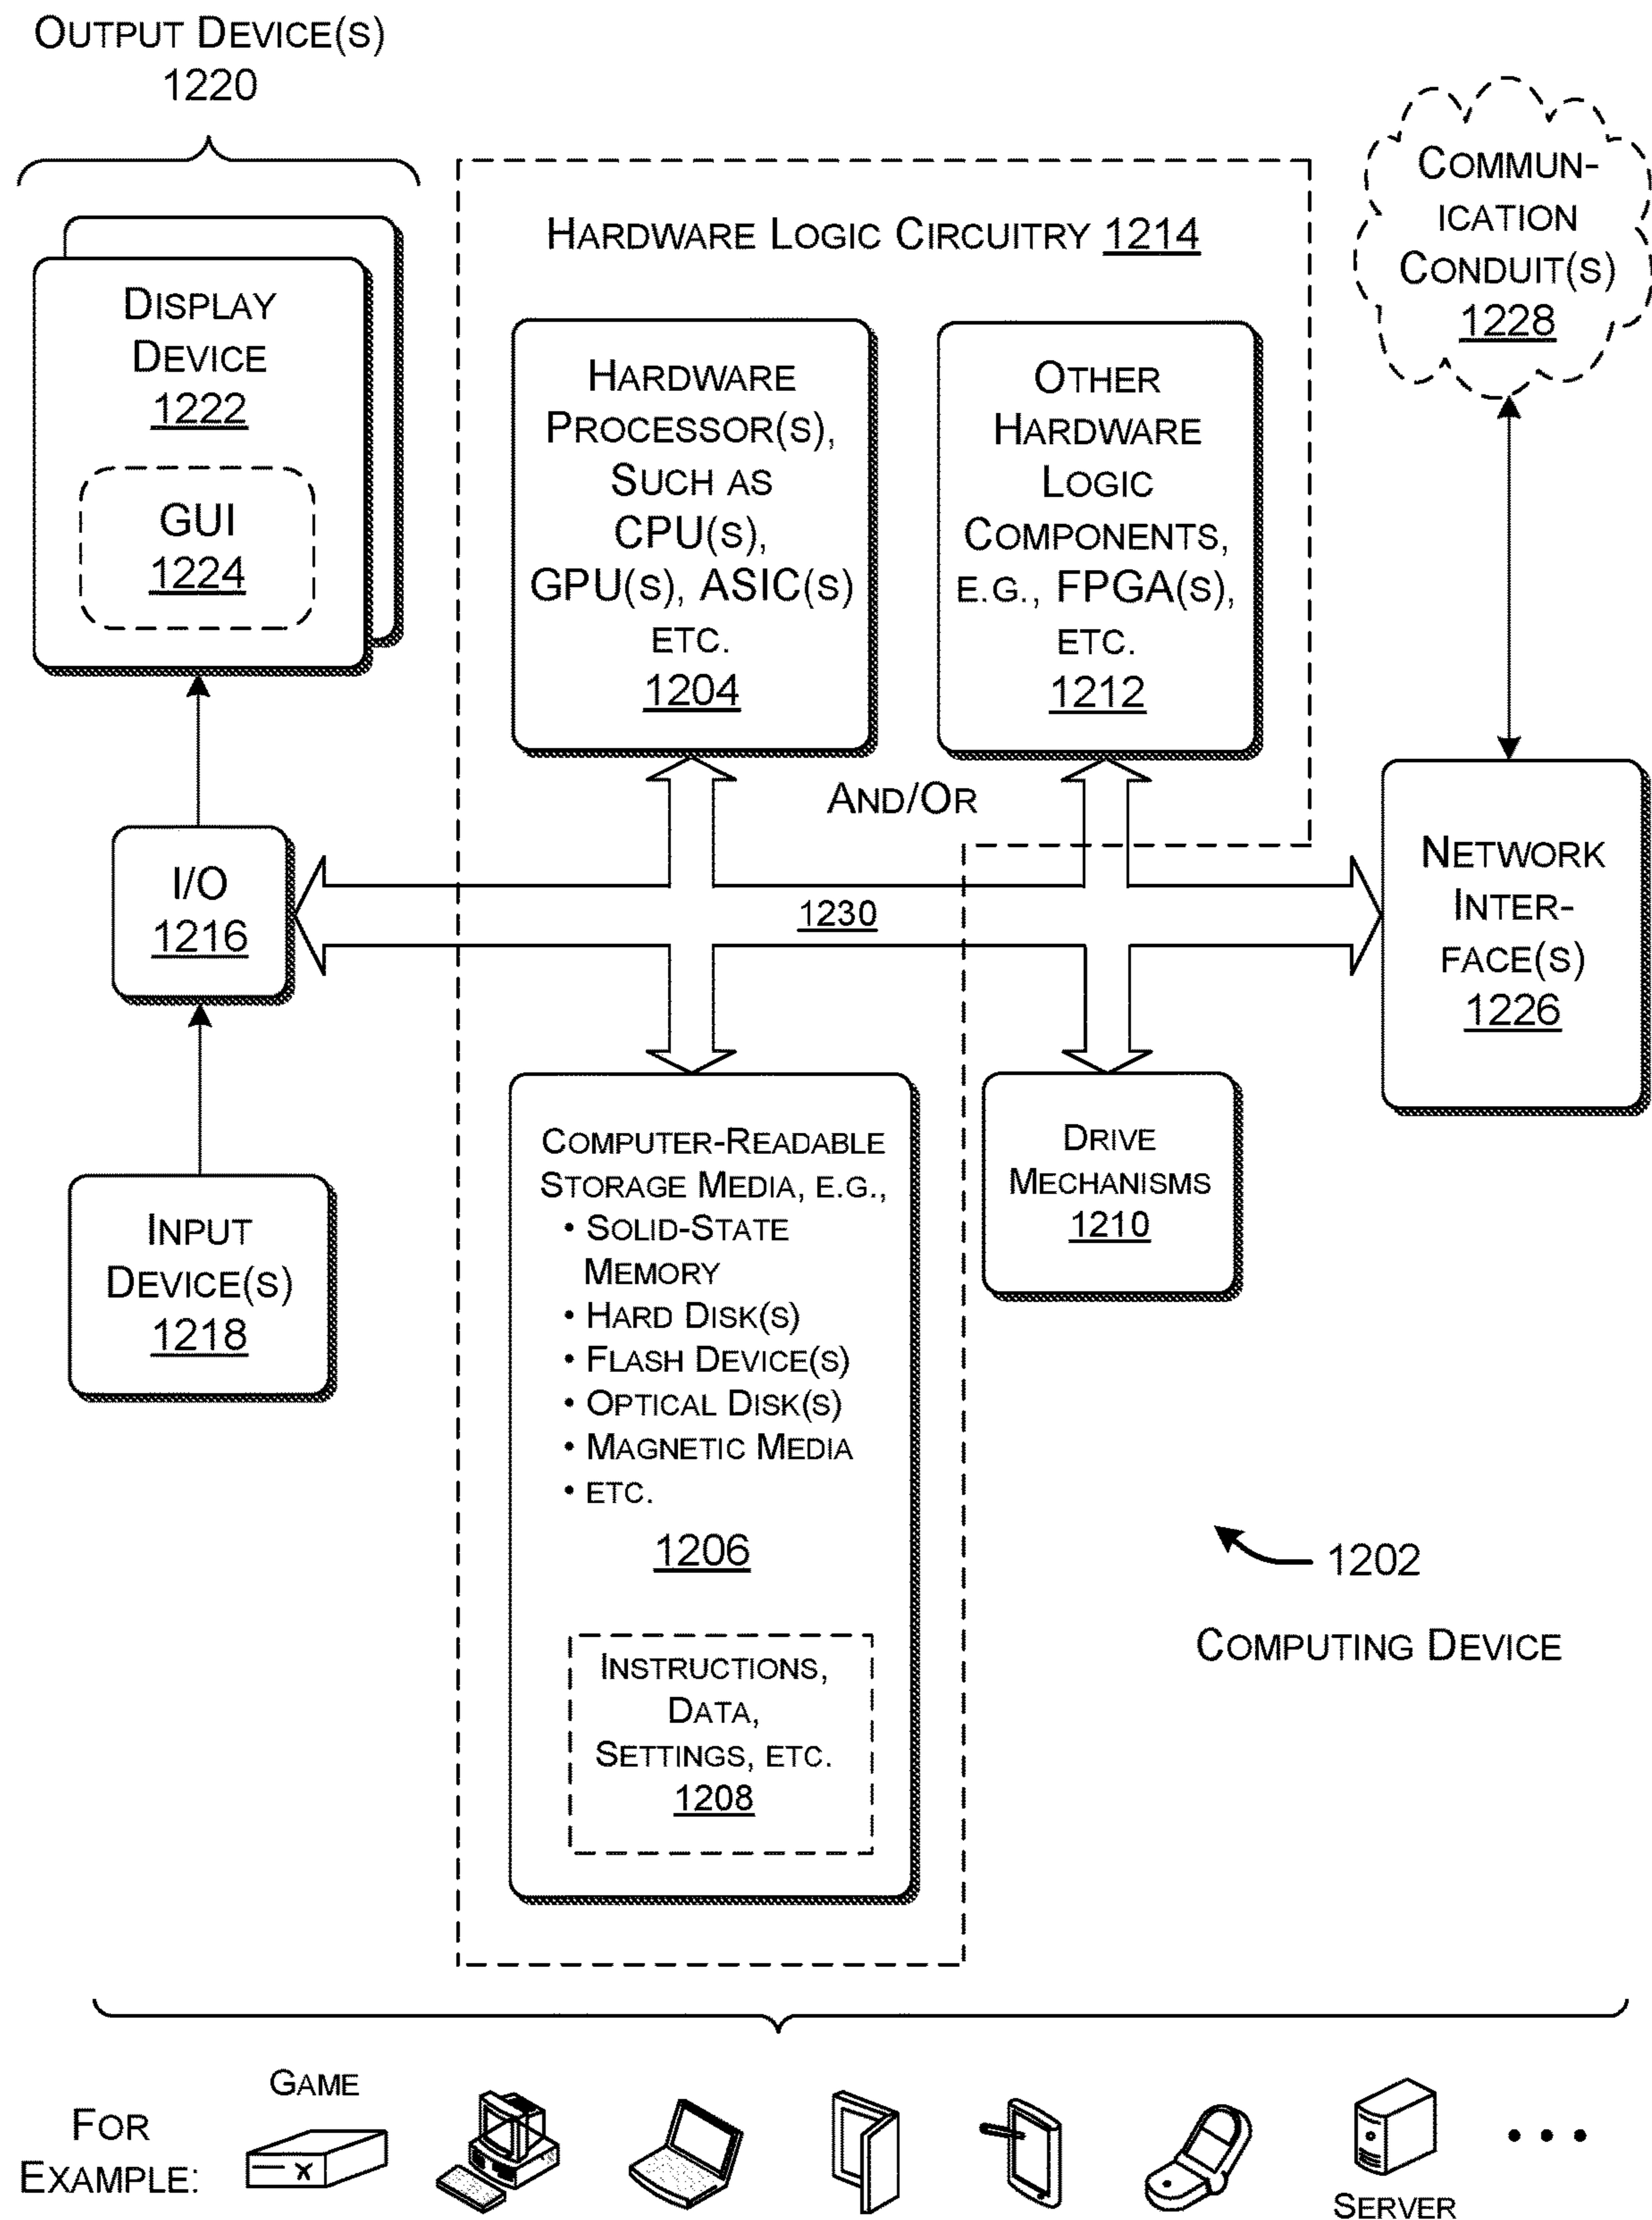 OUTPUT DEVICE(S)
1220
DISPLAY
DEVICE
1222
GUI
1224
I/O
1216
INPUT
DEVICE(S)
1218
HARDWARE LOGIC CIRCUITRY 1214
HARDWARE
PROCESSOR(S),
SUCH AS
CPU(S),
GPU(S), ASIC(S)
ETC.
1204
OTHER
HARDWARE
LOGIC
COMPONENTS,
E.G., FPGA(S),
ETC.
1212
AND/OR
1230
COMPUTER-READABLE
STORAGE MEDIA, E.G.,
• SOLID-STATE
MEMORY
• HARD DISK(S)
• FLASH DEVICE(S)
• OPTICAL DISK(S)
• MAGNETIC MEDIA
• ETC.
1206
INSTRUCTIONS,
DATA,
SETTINGS, ETC.
1208
DRIVE
MECHANISMS
1210
COMMUN-
ICATION
CONDUIT(S)
1228
NETWORK
INTER-
FACE(S)
1226
1202
COMPUTING DEVICE
FOR
EXAMPLE:
GAME
SERVER
• • •